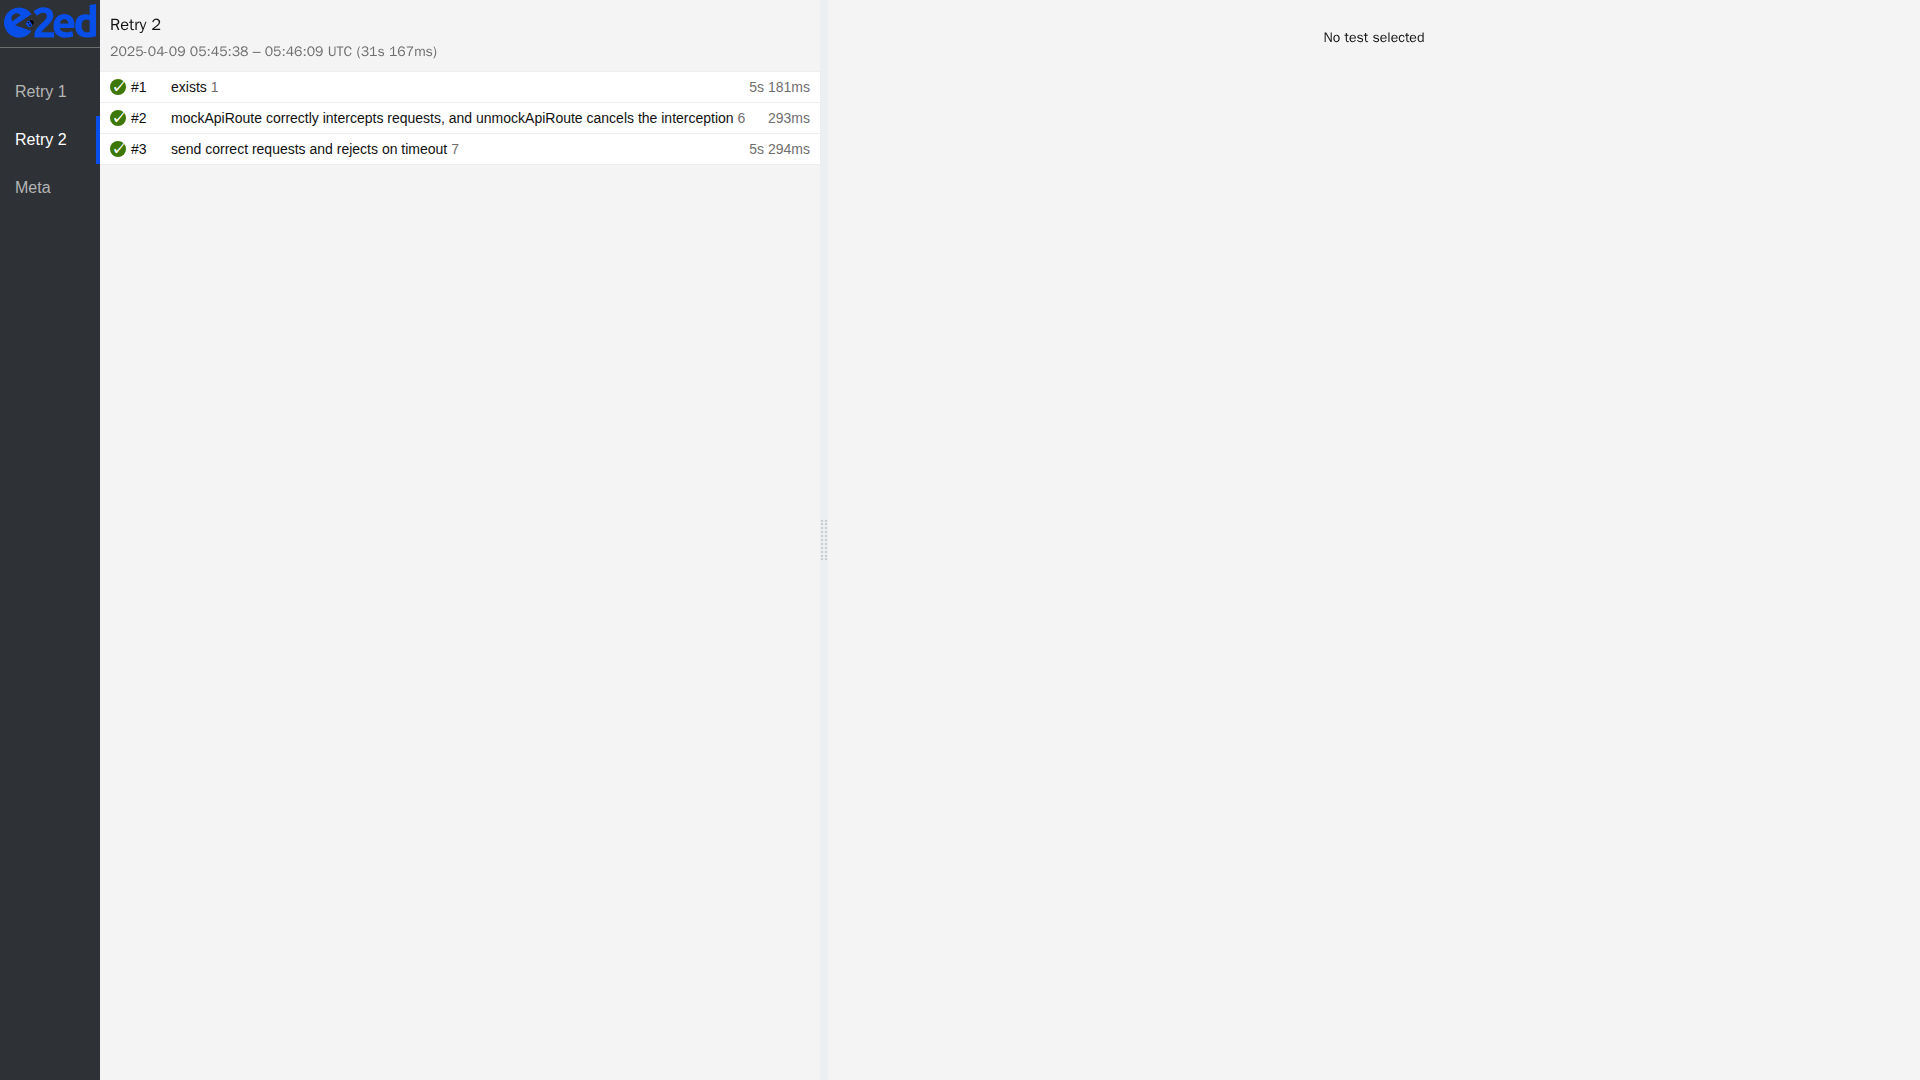 e2ed
Retry 1
Retry 2
Meta
Retry 2
2025-04-09 05:45:38 – 05:46:09 UTC (31s 167ms)
#1 exists 1 5s 181ms
#2 mockApiRoute correctly intercepts requests, and unmockApiRoute cancels the interception 6 293ms
#3 send correct requests and rejects on timeout 7 5s 294ms
No test selected